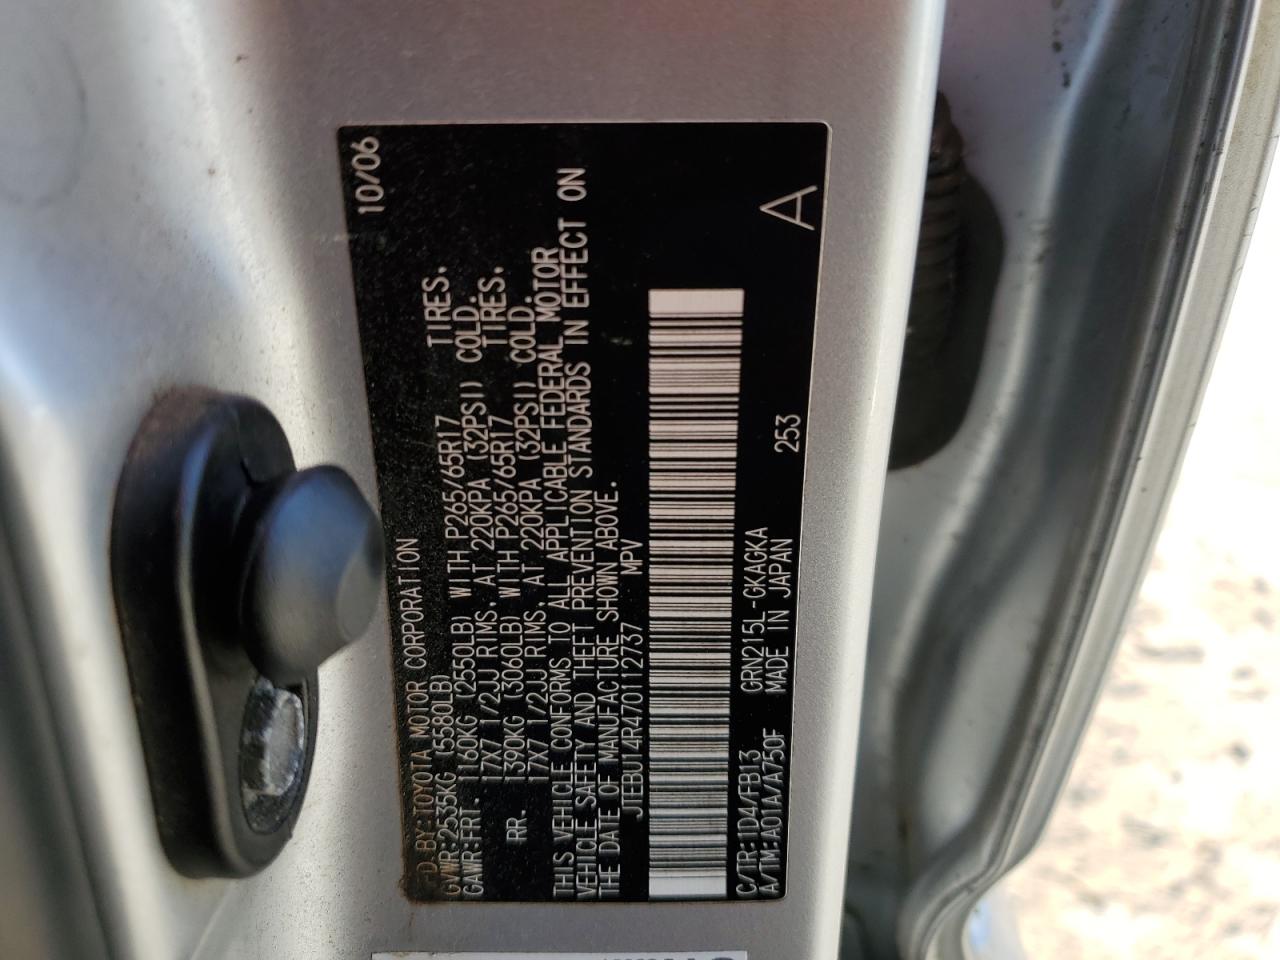 D. BY: TOYOTA MOTOR CORPORATION 10/06
GVWR: 2535KG (5580LB)
GAWR: FRT. 1160KG (2550LB) WITH P265/65R17 TIRES.
17X7 1/2JJ RIMS, AT 220KPA (32PSI) COLD.
RR. 1390KG (3060LB) WITH P265/65R17 TIRES.
17X7 1/2JJ RIMS, AT 220KPA (32PSI) COLD.
THIS VEHICLE CONFORMS TO ALL APPLICABLE FEDERAL MOTOR
VEHICLE SAFETY AND THEFT PREVENTION STANDARDS IN EFFECT ON
THE DATE OF MANUFACTURE SHOWN ABOVE.
JTEBU14R470112737 MPV
C/TR: 1D4/FB13 GRN215L-GKAGKA 253
A/TM: A01A/A750F MADE IN JAPAN
A